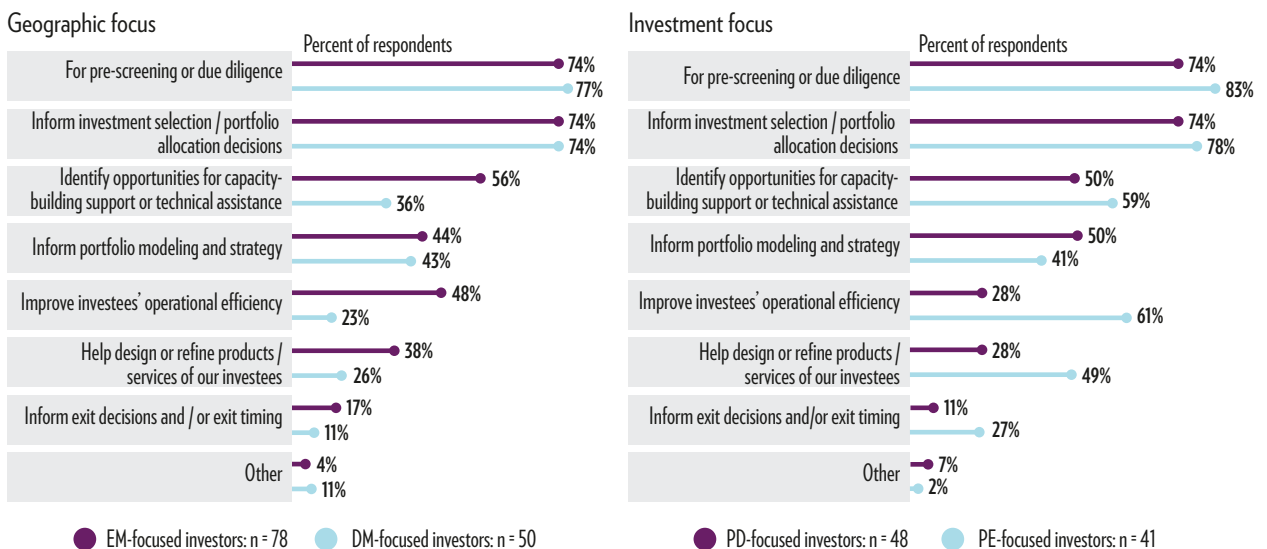 Geographic focus
Percent of respondents
For pre-screening or due diligence
74%
77%
Inform investment selection / portfolio
allocation decisions
74%
74%
Identify opportunities for capacity-
building support or technical assistance
56%
36%
Inform portfolio modeling and strategy
44%
43%
Improve investees' operational efficiency
48%
23%
Help design or refine products /
services of our investees
38%
26%
Inform exit decisions and / or exit timing
17%
11%
Other
4%
11%
EM-focused investors: n = 78
DM-focused investors: n = 50
Investment focus
Percent of respondents
For pre-screening or due diligence
74%
83%
Inform investment selection / portfolio
allocation decisions
74%
78%
Identify opportunities for capacity-
building support or technical assistance
50%
59%
Inform portfolio modeling and strategy
50%
41%
Improve investees' operational efficiency
28%
61%
Help design or refine products /
services of our investees
28%
49%
Inform exit decisions and/or exit timing
11%
27%
Other
7%
2%
PD-focused investors: n = 48
PE-focused investors: n = 41